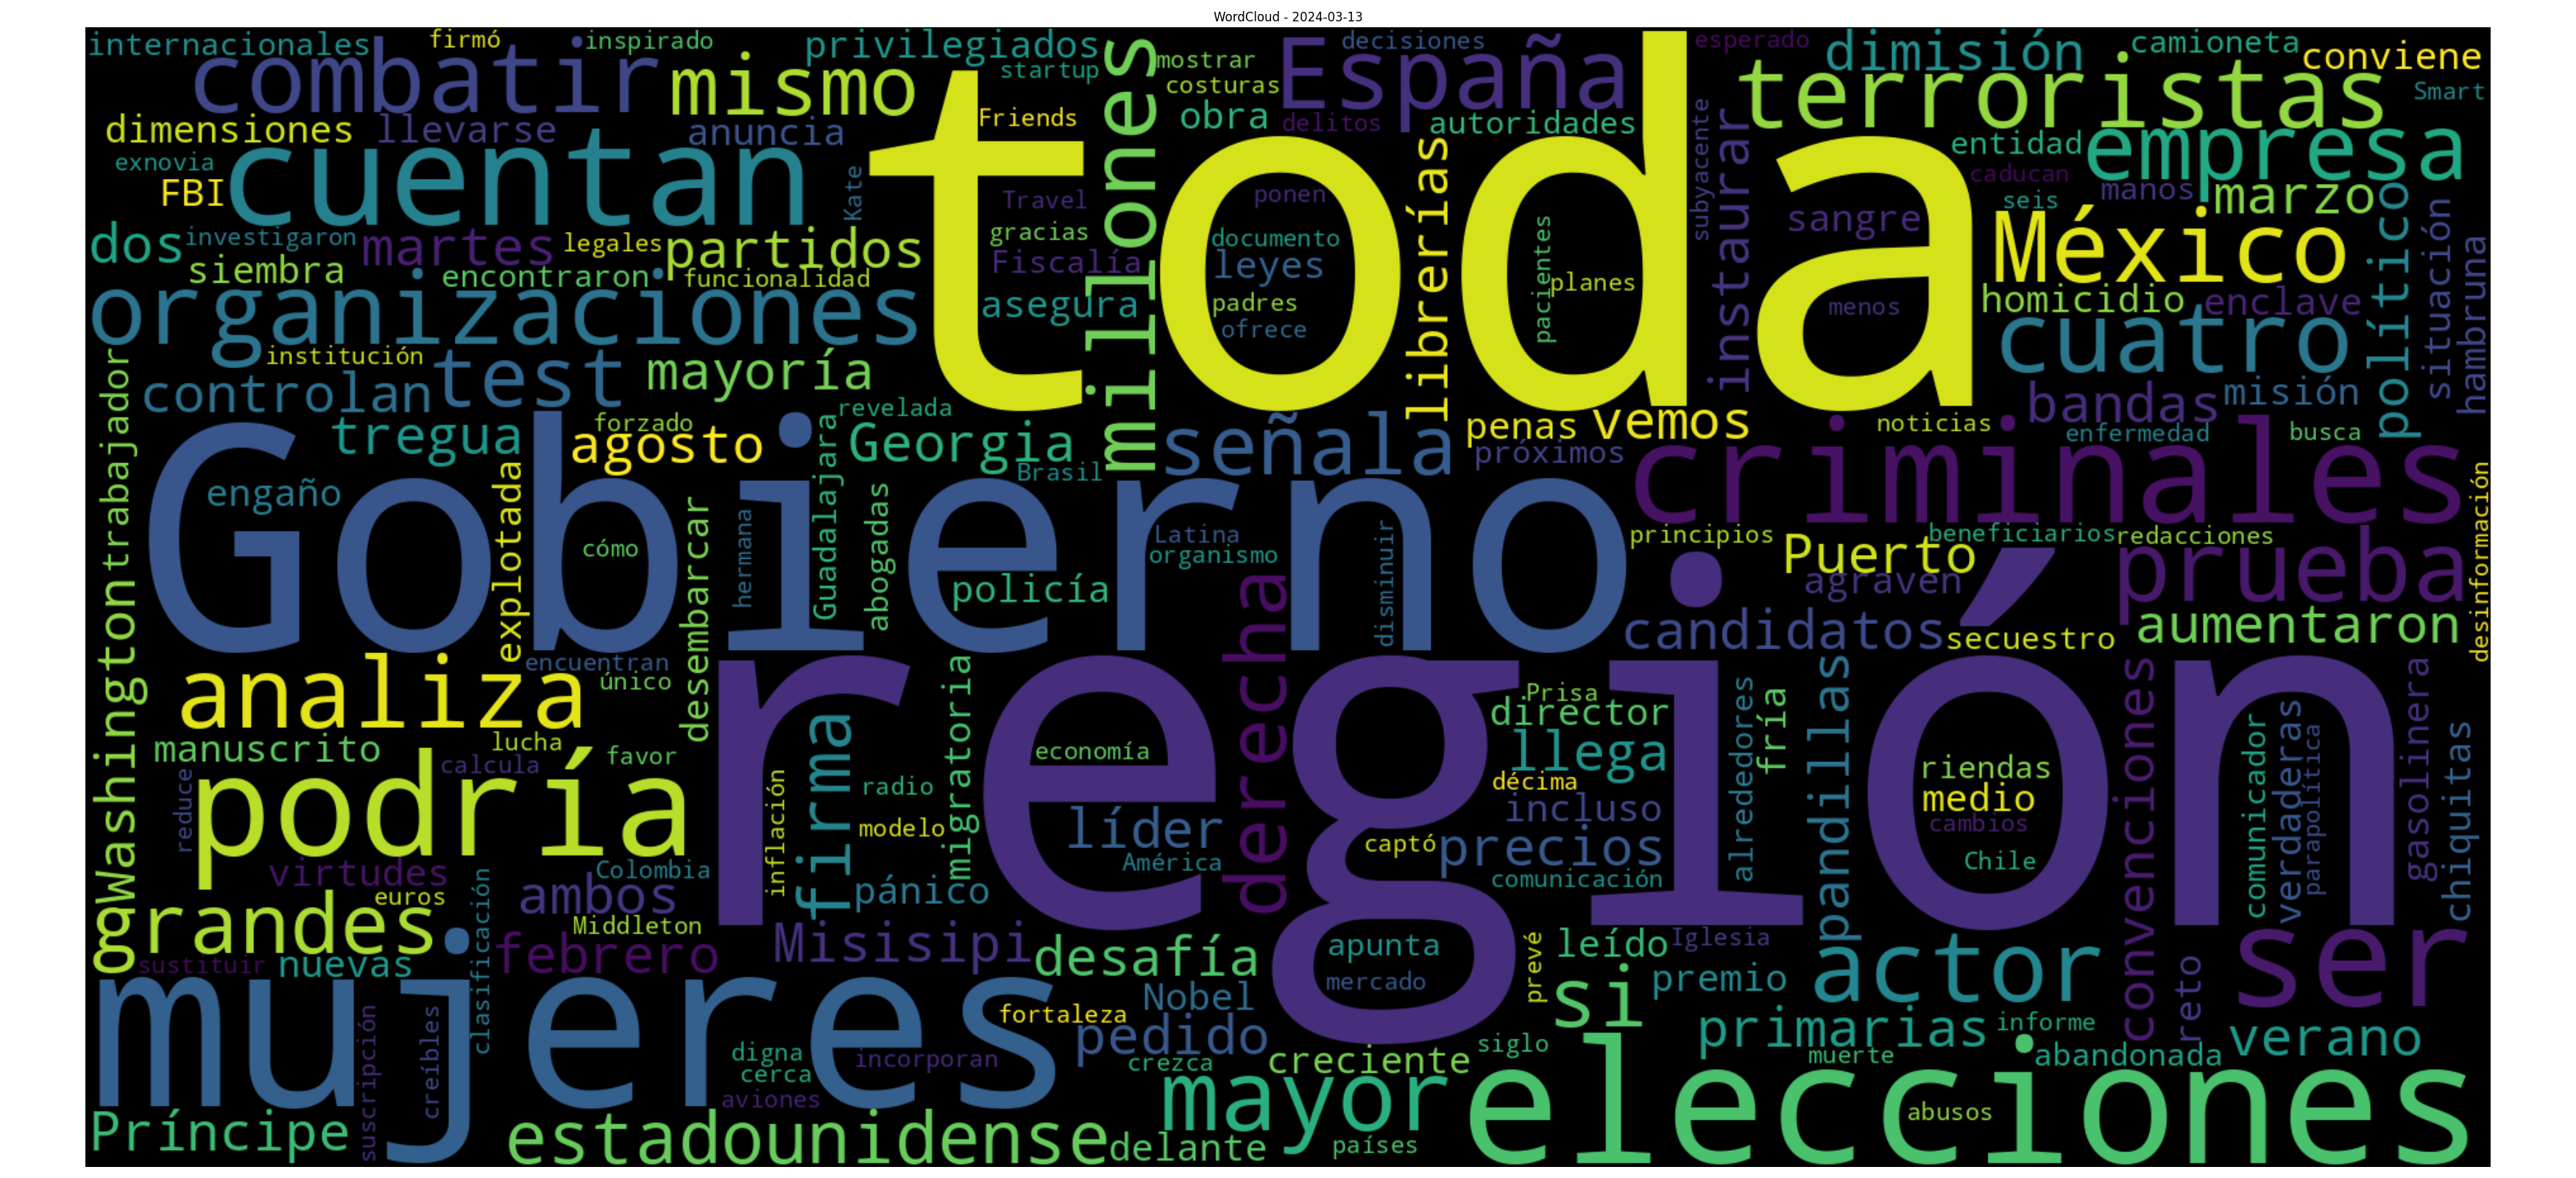 WordCloud - 2024-03-13
internacionales
firmó
inspirado
privilegiados
decisiones
esperado
dimisión
camioneta
conviene
combatir
mismo
startup
millones
mostrar
costuras
España
terroristas
Smart
dimensiones
llevarse
anuncia
Friends
obra
delitos
autoridades
entidad
empresa
exnovia
cuentan
toda
FBI
Kate
Travel
ponen
librerías
subyacente
instaurar
caducan
sangre
seis
manos
marzo
dos
investigaron
martes
legales
partidos
gracias
documento
pacientes
México
político
situación
hambruna
siembra
encontraron
funcionalidad
Fiscalía
leyes
planes
organizaciones
asegura
padres
ofrece
menos
homicidio
enclave
cuatro
institución
controlan
test
mayoría
bandas
misión
trabajador
tregua
forzado
agosto
revelada
Georgia
señala
penas
vemos
próximos
noticias
enfermedad
busca
engaño
explotada
Guadalajara
Brasil
criminales
Gobierno
cómo
desembarcar
hermana
abogadas
Latina
organismo
disminuir
principios
Puerto
beneficiarios
redacciones
desinformación
policía
agraven
prueba
derecha
candidatos
secuestro
aumentaron
Washington
analiza
encuentran
único
migratoria
región
manuscrito
lucha
favor
calcula
firma
economía
Prisa
director
llega
alrededores
fría
pandillas
convenciones
riendas
medio
cambios
Chile
comunicador
verdaderas
parapolítica
gasolinera
chiquitas
podría
reduce
inflación
radio
modelo
líder
América
captó
décima
incluso
precios
comunicación
virtudes
Colombia
ambos
pánico
grandes
euros
Middleton
clasificación
febrero
Misisipi
desafía
apunta
mercado
prevé
leído
Iglesia
sustituir
nuevas
premio
actor
reto
ser
mujeres
fortaleza
Nobel
pedido
si
primarias
informe
verano
suscripción
creíbles
digna
cerca
incorporan
aviones
crezca
creciente
siglo
muerte
abandonada
Príncipe
estadounidense
delante
mayor
países
elecciones
abusos